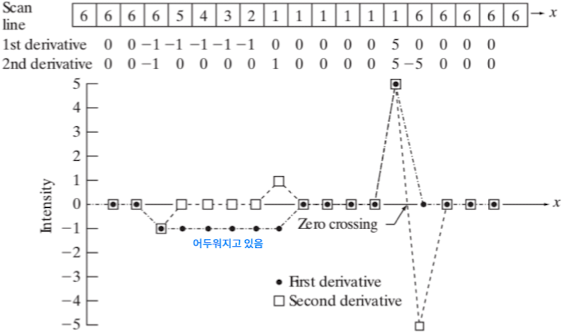 Scan
line
6 6 6 6 5 4 3 2 1 1 1 1 1 1 6 6 6 6 6 x
1st derivative 0 0 −1 −1 −1 −1 −1 0 0 0 0 0 5 0 0 0 0
2nd derivative 0 0 −1 0 0 0 0 1 0 0 0 0 5 −5 0 0 0
5
4
3
2
1
0 x
Intensity
Zero crossing
−1
어두워지고 있음
−2
−3
First derivative
−4
Second derivative
−5